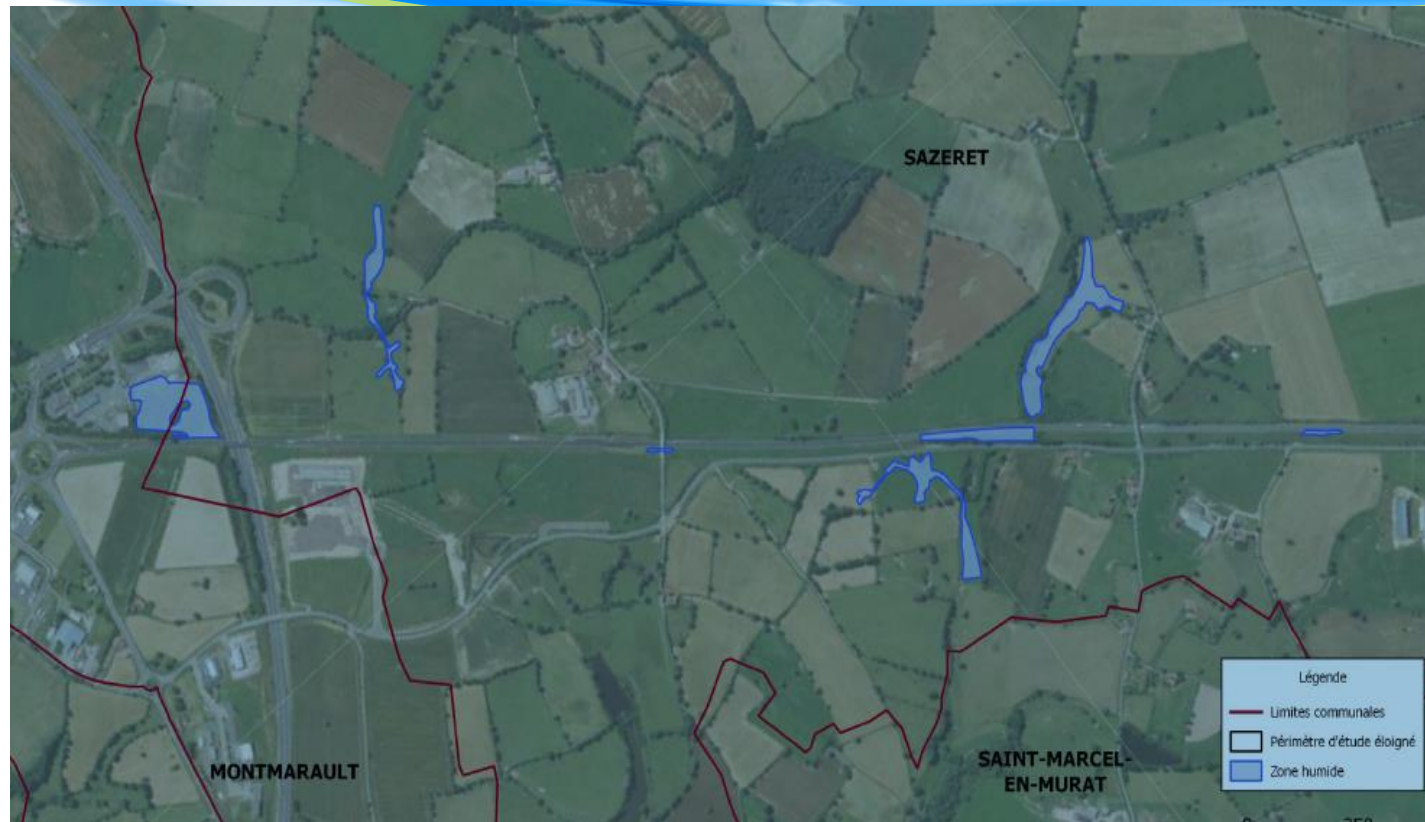 SAZERET
MONTMARAULT
SAINT-MARCEL-
EN-MURAT
Légende
Limites communales
Périmètre d'étude éloigné
Zone humide